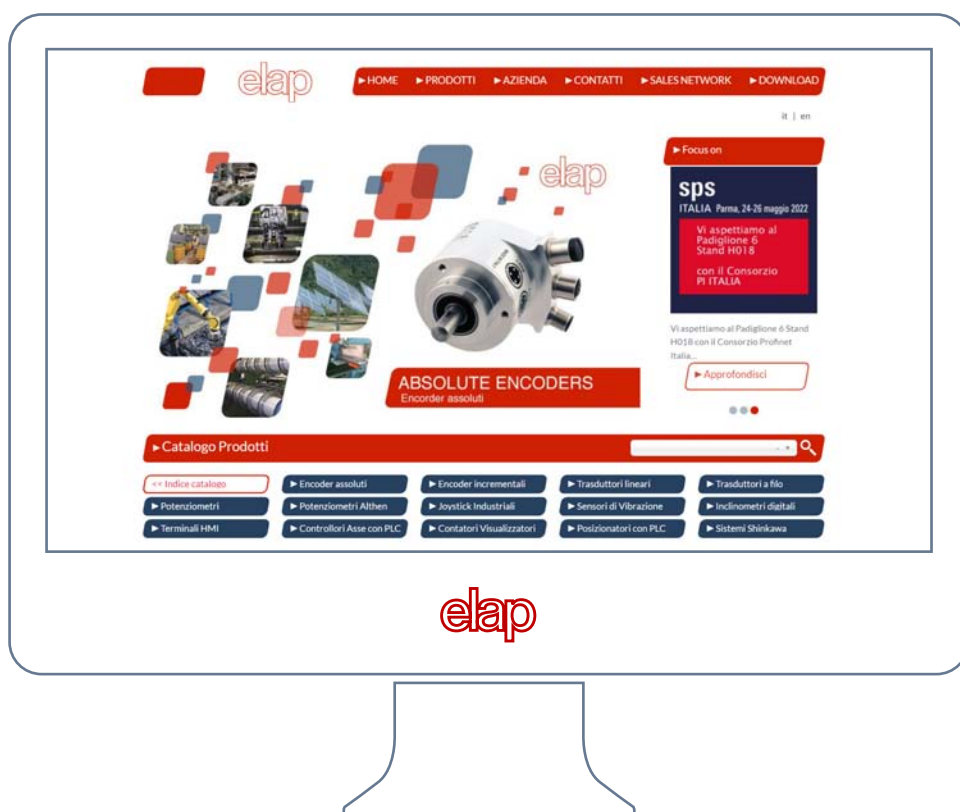 elap
►HOME ►PRODOTTI ►AZIENDA ►CONTATTI ►SALES NETWORK ►DOWNLOAD
it | en
elap
ABSOLUTE ENCODERS
Encorder assoluti
►Focus on
sps
ITALIA Parma, 24-26 maggio 2022
Vi aspettiamo al
Padiglione 6
Stand H018
con il Consorzio
PI ITALIA
Vi aspettiamo al Padiglione 6 Stand
H018 con il Consorzio Profinet
Italia...
►Approfondisci
►Catalogo Prodotti
<< Indice catalogo ►Encoder assoluti ►Encoder incrementali ►Trasduttori lineari ►Trasduttori a filo
►Potenziometri ►Potenziometri Althen ►Joystick Industriali ►Sensori di Vibrazione ►Inclinometri digitali
►Terminali HMI ►Controllori Asse con PLC ►Contatori Visualizzatori ►Posizionatori con PLC ►Sistemi Shinkawa
elap